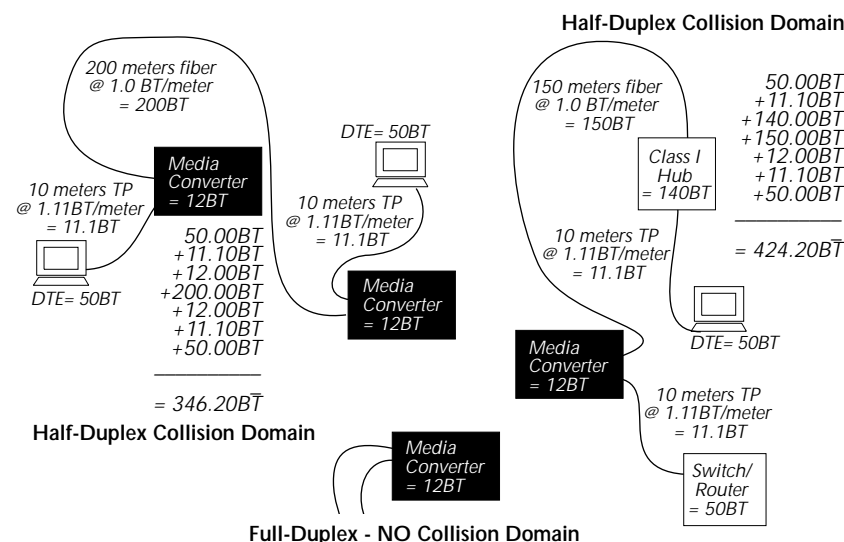 Half-Duplex Collision Domain
200 meters fiber
@ 1.0 BT/meter
= 200BT
DTE= 50BT
Media
Converter
= 12BT
10 meters TP
@ 1.11BT/meter
= 11.1BT
DTE= 50BT
10 meters TP
@ 1.11BT/meter
= 11.1BT
Media
Converter
= 12BT
50.00BT
+11.10BT
+12.00BT
+200.00BT
+12.00BT
+11.10BT
+50.00BT
= 346.20BT
Half-Duplex Collision Domain
150 meters fiber
@ 1.0 BT/meter
= 150BT
Class I
Hub
= 140BT
50.00BT
+11.10BT
+140.00BT
+150.00BT
+12.00BT
+11.10BT
+50.00BT
= 424.20BT
10 meters TP
@ 1.11BT/meter
= 11.1BT
DTE= 50BT
Media
Converter
= 12BT
10 meters TP
@ 1.11BT/meter
= 11.1BT
Switch/
Router
= 50BT
Media
Converter
= 12BT
Full-Duplex - NO Collision Domain